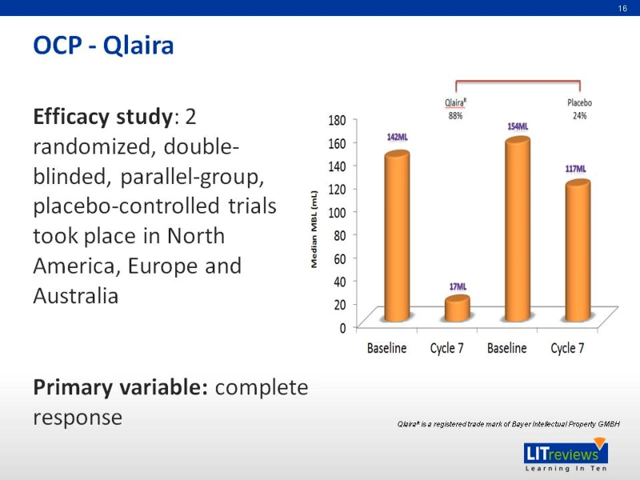 16
OCP - Qlaira
Efficacy study: 2
randomized, double-
blinded, parallel-group,
placebo-controlled trials
took place in North
America, Europe and
Australia
Primary variable: complete
response
Qlaira® Placebo
88% 24%
Median MBL (mL)
180
160
140
120
100
80
60
40
20
0
142ML
17ML
154ML
117ML
Baseline Cycle 7 Baseline Cycle 7
Qlaira® is a registered trade mark of Bayer Intellectual Property GMBH
LITreviews
Learning In Ten